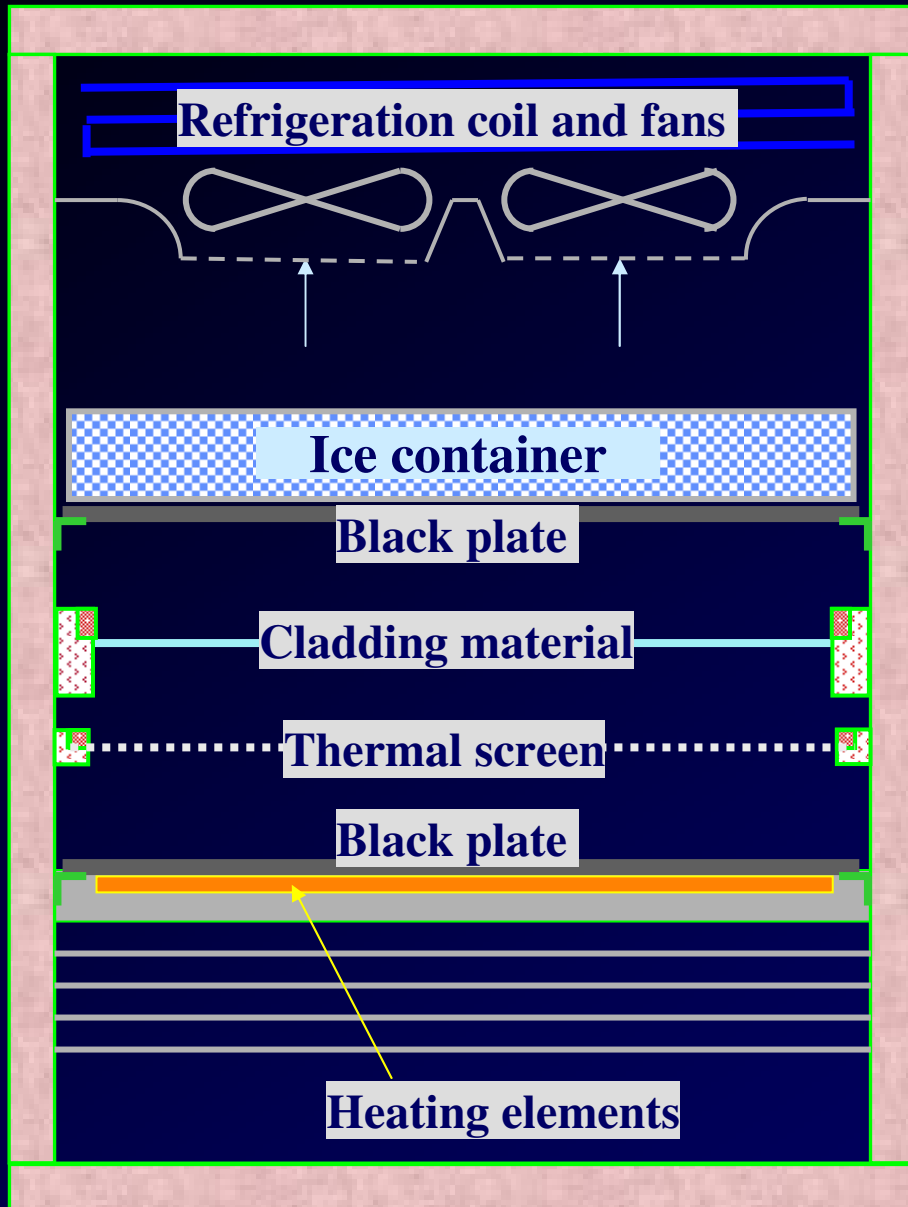 Refrigeration coil and fans
Ice container
Black plate
Cladding material
Thermal screen
Black plate
Heating elements